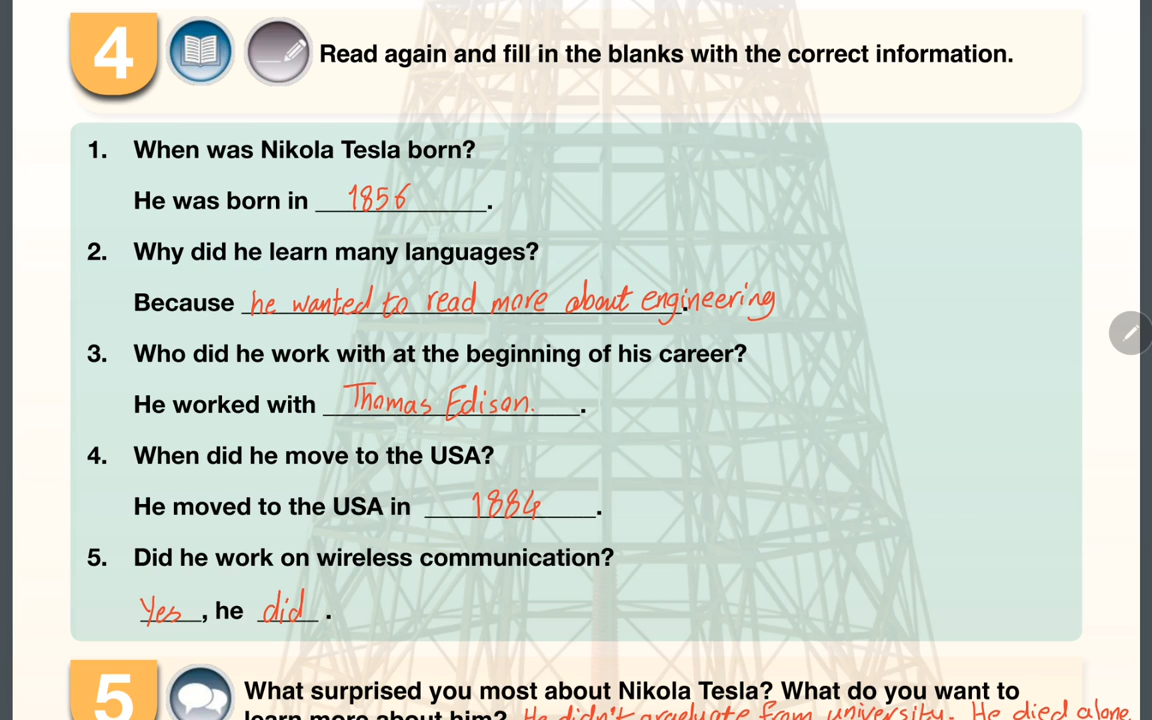 4 Read again and fill in the blanks with the correct information.
1. When was Nikola Tesla born?
He was born in 1856.
2. Why did he learn many languages?
Because he wanted to read more about engineering.
3. Who did he work with at the beginning of his career?
He worked with Thomas Edison.
4. When did he move to the USA?
He moved to the USA in 1884.
5. Did he work on wireless communication?
Yes, he did.
5 What surprised you most about Nikola Tesla? What do you want to
learn more about him? He didn't graduate from university. He died alone.